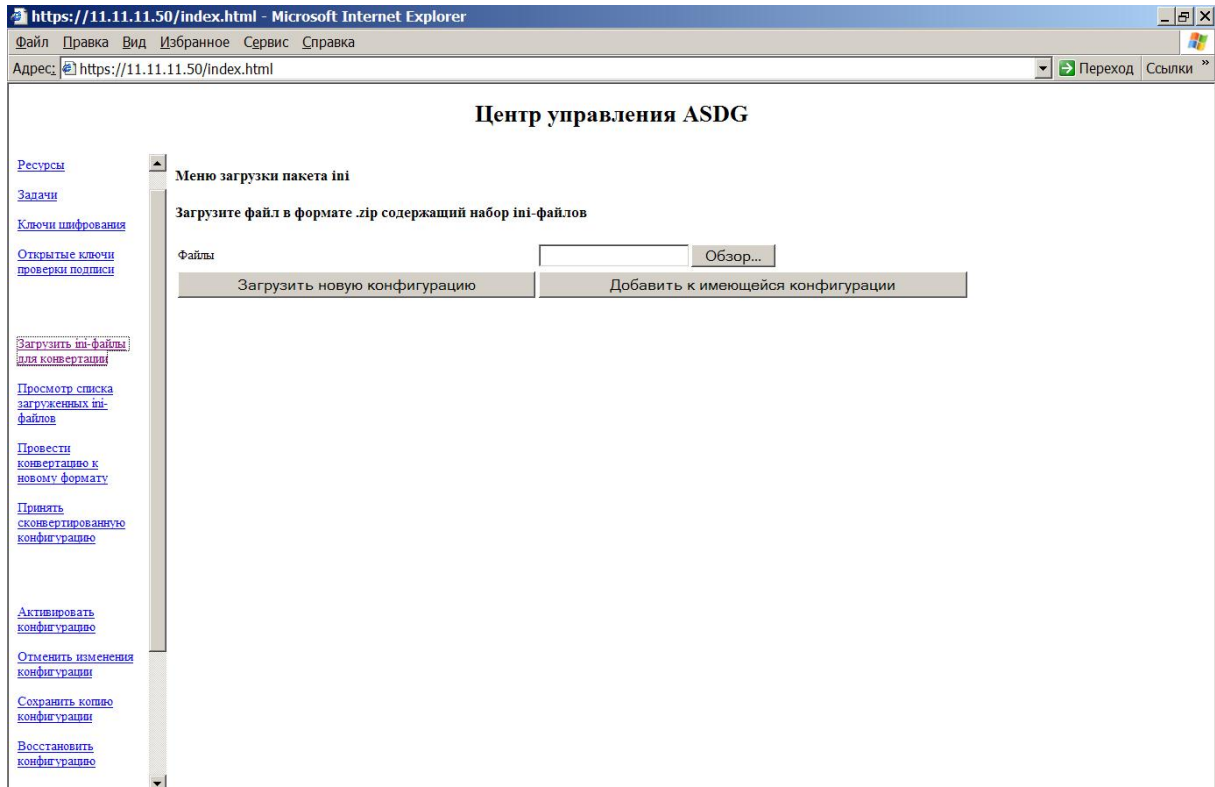 https://11.11.11.50/index.html - Microsoft Internet Explorer
Файл Правка Вид Избранное Сервис Справка
Адрес: https://11.11.11.50/index.html Переход Ссылки »
Центр управления ASDG
Ресурсы
Задачи
Ключи шифрования
Открытые ключи
проверки подписи
Загрузить ini-файлы
для конвертации
Просмотр списка
загруженных ini-
файлов
Провести
конвертацию к
новому формату
Принять
сконвертированную
конфигурацию
Активировать
конфигурацию
Отменить изменения
конфигурации
Сохранить копию
конфигурации
Восстановить
конфигурацию
Меню загрузки пакета ini
Загрузите файл в формате .zip содержащий набор ini-файлов
Файлы Обзор...
Загрузить новую конфигурацию Добавить к имеющейся конфигурации